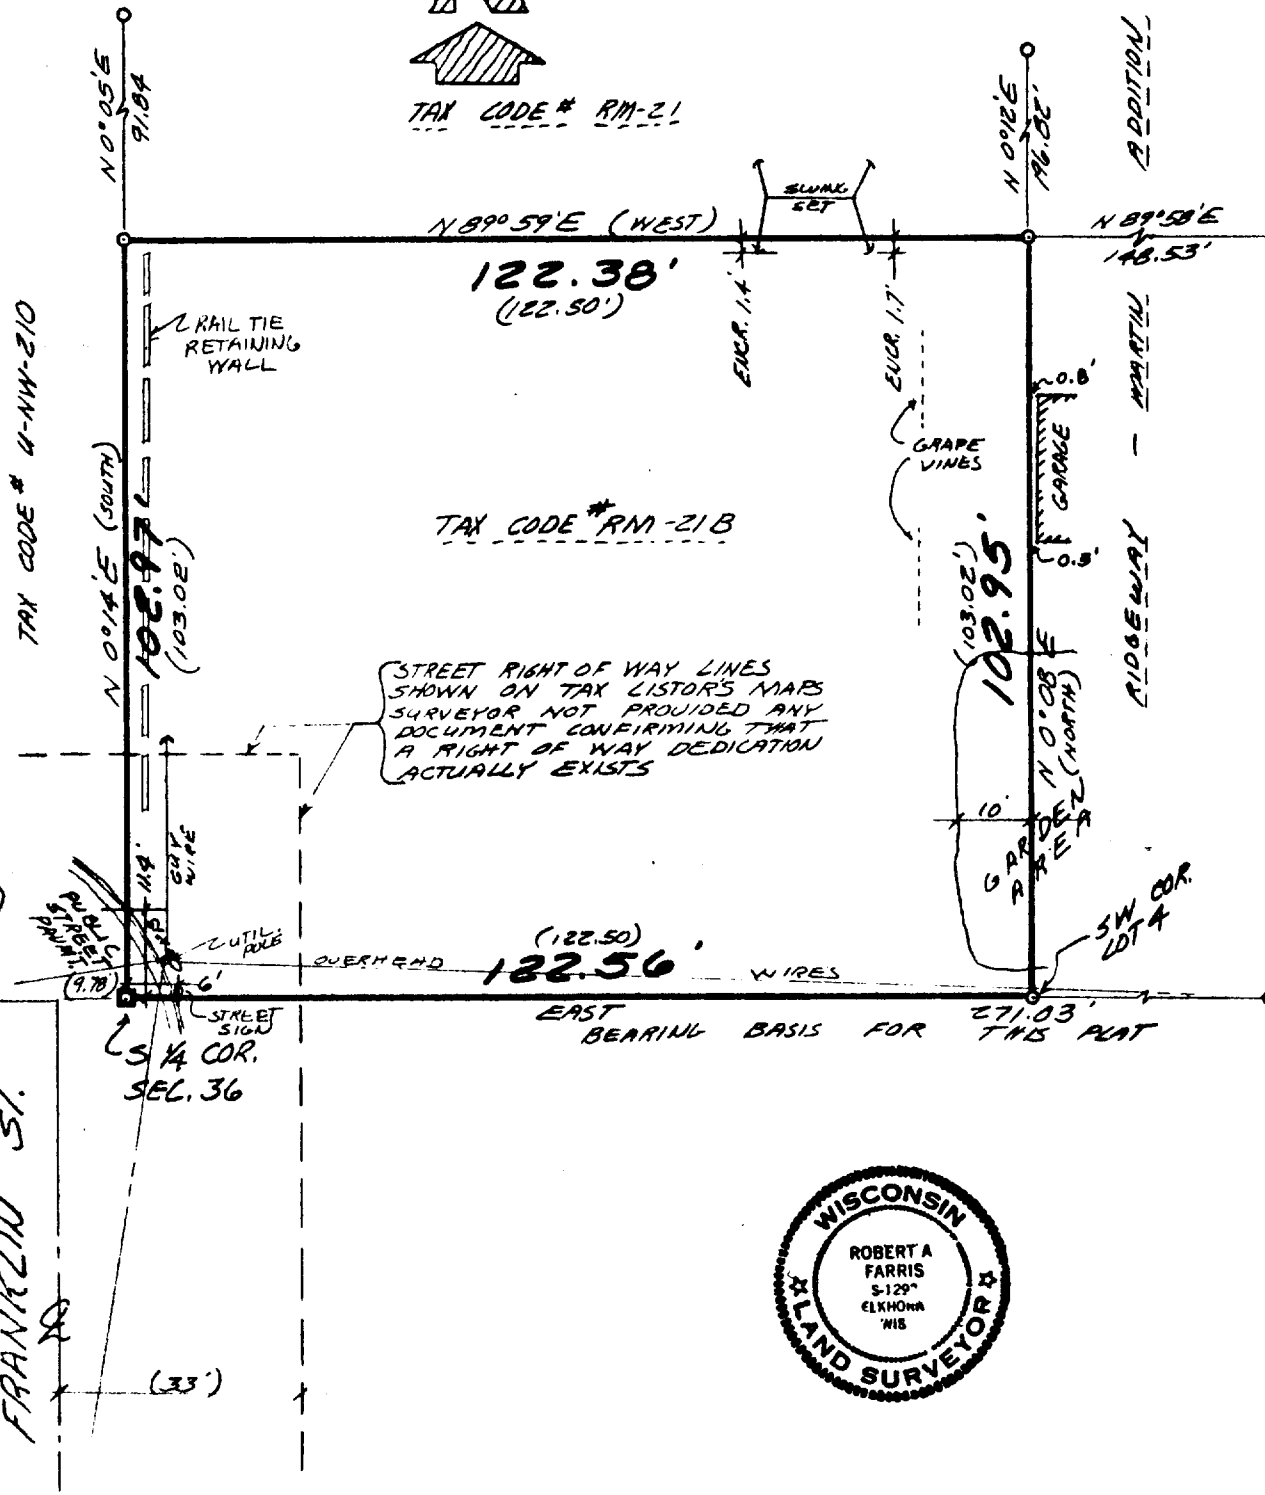 N 0°05'E
91.84
TAX CODE # RM-21
N 0°12'E
196.82'
ADDITION
N 89°59'E (WEST)
122.38'
(122.50')
SET
N 89°58'E
148.53'
ENCR. 1.4'
ENCR. 1.7'
RAIL TIE
RETAINING
WALL
TAX CODE # U-NW-210
N 0°14'E (SOUTH)
102.97'
(103.02')
TAX CODE # RM-21B
GRAPE
VINES
0.8'
GARAGE
0.5'
RIDGEWAY - MARTIN
(103.02')
102.95'
N 0°08'E
(NORTH)
STREET RIGHT OF WAY LINES
SHOWN ON TAX LISTOR'S MAPS
SURVEYOR NOT PROVIDED ANY
DOCUMENT CONFIRMING THAT
A RIGHT OF WAY DEDICATION
ACTUALLY EXISTS
10'
GARDEN
AREA
GUY
WIRE
11.9'
PUBLIC
STREET
PAVMT.
(9.78)
UTIL.
POLE
6'
STREET
SIGN
OVERHEAD WIRES
(122.50)
122.56'
SW COR.
LOT 4
EAST
271.03'
BEARING BASIS FOR THIS PLAT
S 1/4 COR.
SEC. 36
FRANKLIN ST.
(33')
WISCONSIN
ROBERT A
FARRIS
ELKHORN
WIS
LAND SURVEYOR